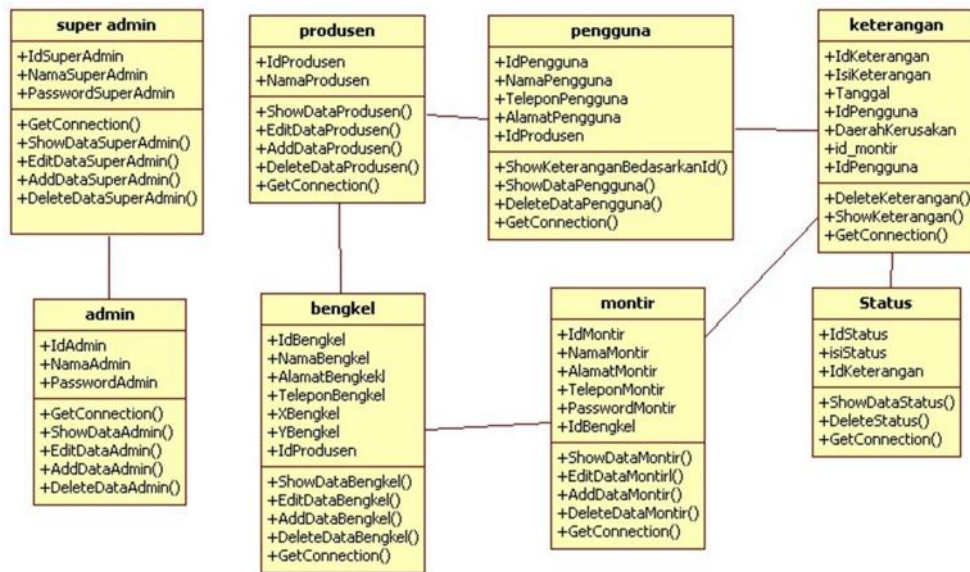 super admin
+IdSuperAdmin
+NamaSuperAdmin
+PasswordSuperAdmin
+GetConnection()
+ShowDataSuperAdmin()
+EditDataSuperAdmin()
+AddDataSuperAdmin()
+DeleteDataSuperAdmin()
produsen
+IdProdusen
+NamaProdusen
+ShowDataProdusen()
+EditDataProdusen()
+AddDataProdusen()
+DeleteDataProdusen()
+GetConnection()
pengguna
+IdPengguna
+NamaPengguna
+TeleponPengguna
+AlamatPengguna
+IdProdusen
+ShowKeteranganBedasarkanId()
+ShowDataPengguna()
+DeleteDataPengguna()
+GetConnection()
keterangan
+IdKeterangan
+IsiKeterangan
+Tanggal
+IdPengguna
+DaerahKerusakan
+id_montir
+IdPengguna
+DeleteKeterangan()
+ShowKeterangan()
+GetConnection()
admin
+IdAdmin
+NamaAdmin
+PasswordAdmin
+GetConnection()
+ShowDataAdmin()
+EditDataAdmin()
+AddDataAdmin()
+DeleteDataAdmin()
bengkel
+IdBengkel
+NamaBengkel
+AlamatBengkekl
+TeleponBengkel
+XBengkel
+YBengkel
+IdProdusen
+ShowDataBengkel()
+EditDataBengkel()
+AddDataBengkel()
+DeleteDataBengkel()
+GetConnection()
montir
+IdMontir
+NamaMontir
+AlamatMontir
+TeleponMontir
+PasswordMontir
+IdBengkel
+ShowDataMontir()
+EditDataMontirl()
+AddDataMontir()
+DeleteDataMontir()
+GetConnection()
Status
+IdStatus
+isiStatus
+IdKeterangan
+ShowDataStatus()
+DeleteStatus()
+GetConnection()